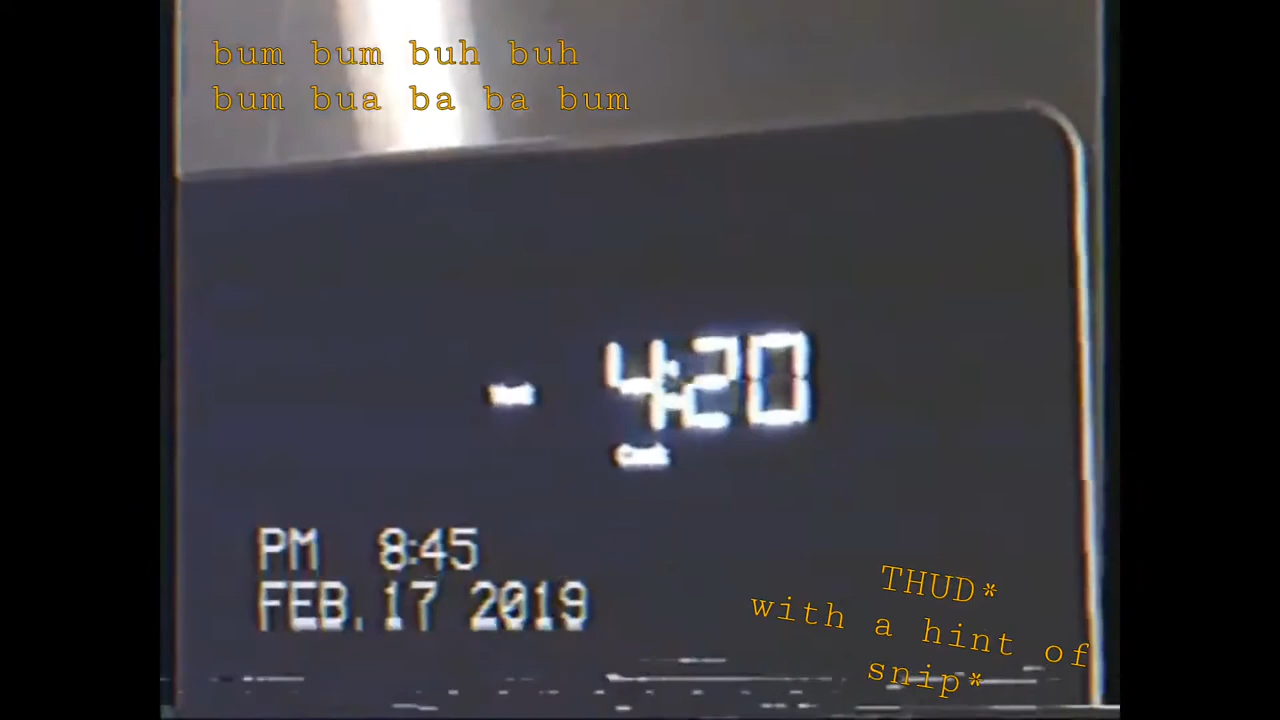 bum bum buh buh
bum bua ba ba bum
4:20
PM 8:45
FEB. 17 2019
THUD*
with a hint of
snip*